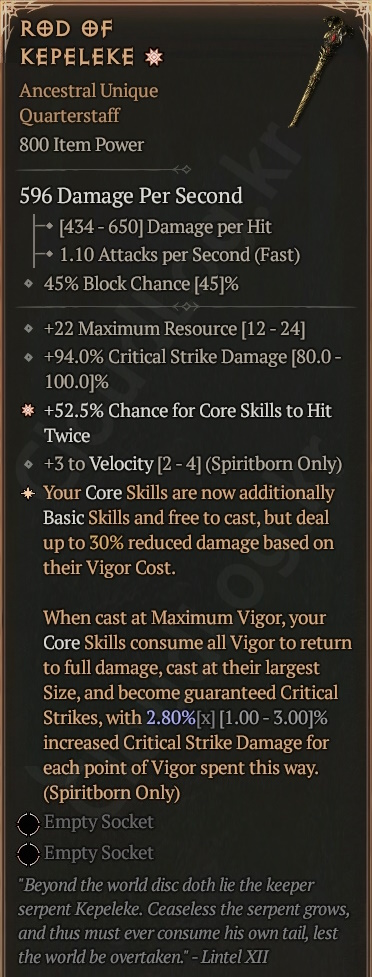 ROD OF
KEPELEKE
Ancestral Unique
Quarterstaff
800 Item Power
596 Damage Per Second
[434 - 650] Damage per Hit
1.10 Attacks per Second (Fast)
45% Block Chance [45]%
+22 Maximum Resource [12 - 24]
+94.0% Critical Strike Damage [80.0 -
100.0]%
+52.5% Chance for Core Skills to Hit
Twice
+3 to Velocity [2 - 4] (Spiritborn Only)
Your Core Skills are now additionally
Basic Skills and free to cast, but deal
up to 30% reduced damage based on
their Vigor Cost.
When cast at Maximum Vigor, your
Core Skills consume all Vigor to return
to full damage, cast at their largest
Size, and become guaranteed Critical
Strikes, with 2.80%[x] [1.00 - 3.00]%
increased Critical Strike Damage for
each point of Vigor spent this way.
(Spiritborn Only)
Empty Socket
Empty Socket
"Beyond the world disc doth lie the keeper
serpent Kepeleke. Ceaseless the serpent grows,
and thus must ever consume his own tail, lest
the world be overtaken." - Lintel XII